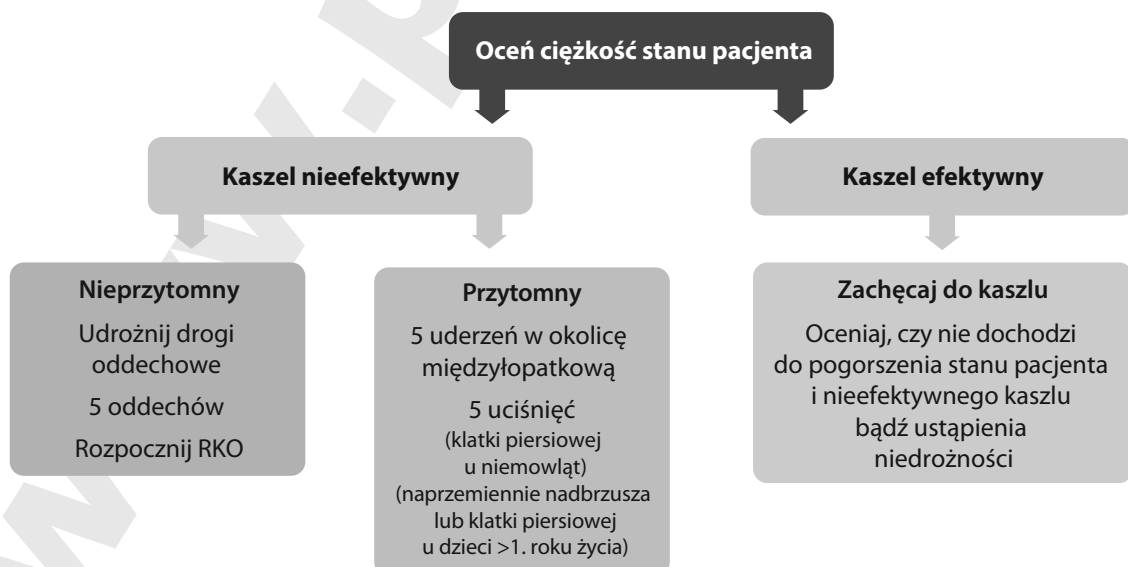 Oceń ciężkość stanu pacjenta
Kaszel nieefektywny
Kaszel efektywny
Nieprzytomny
Udrożnij drogi
oddechowe
5 oddechów
Rozpocznij RKO
Przytomny
5 uderzeń w okolicę
międzyłopatkową
5 uciśnięć
(klatki piersiowej
u niemowląt)
(naprzemiennie nadbrzusza
lub klatki piersiowej
u dzieci >1. roku życia)
Zachęcaj do kaszlu
Oceniaj, czy nie dochodzi
do pogorszenia stanu pacjenta
i nieefektywnego kaszlu
bądź ustąpienia
niedrożności